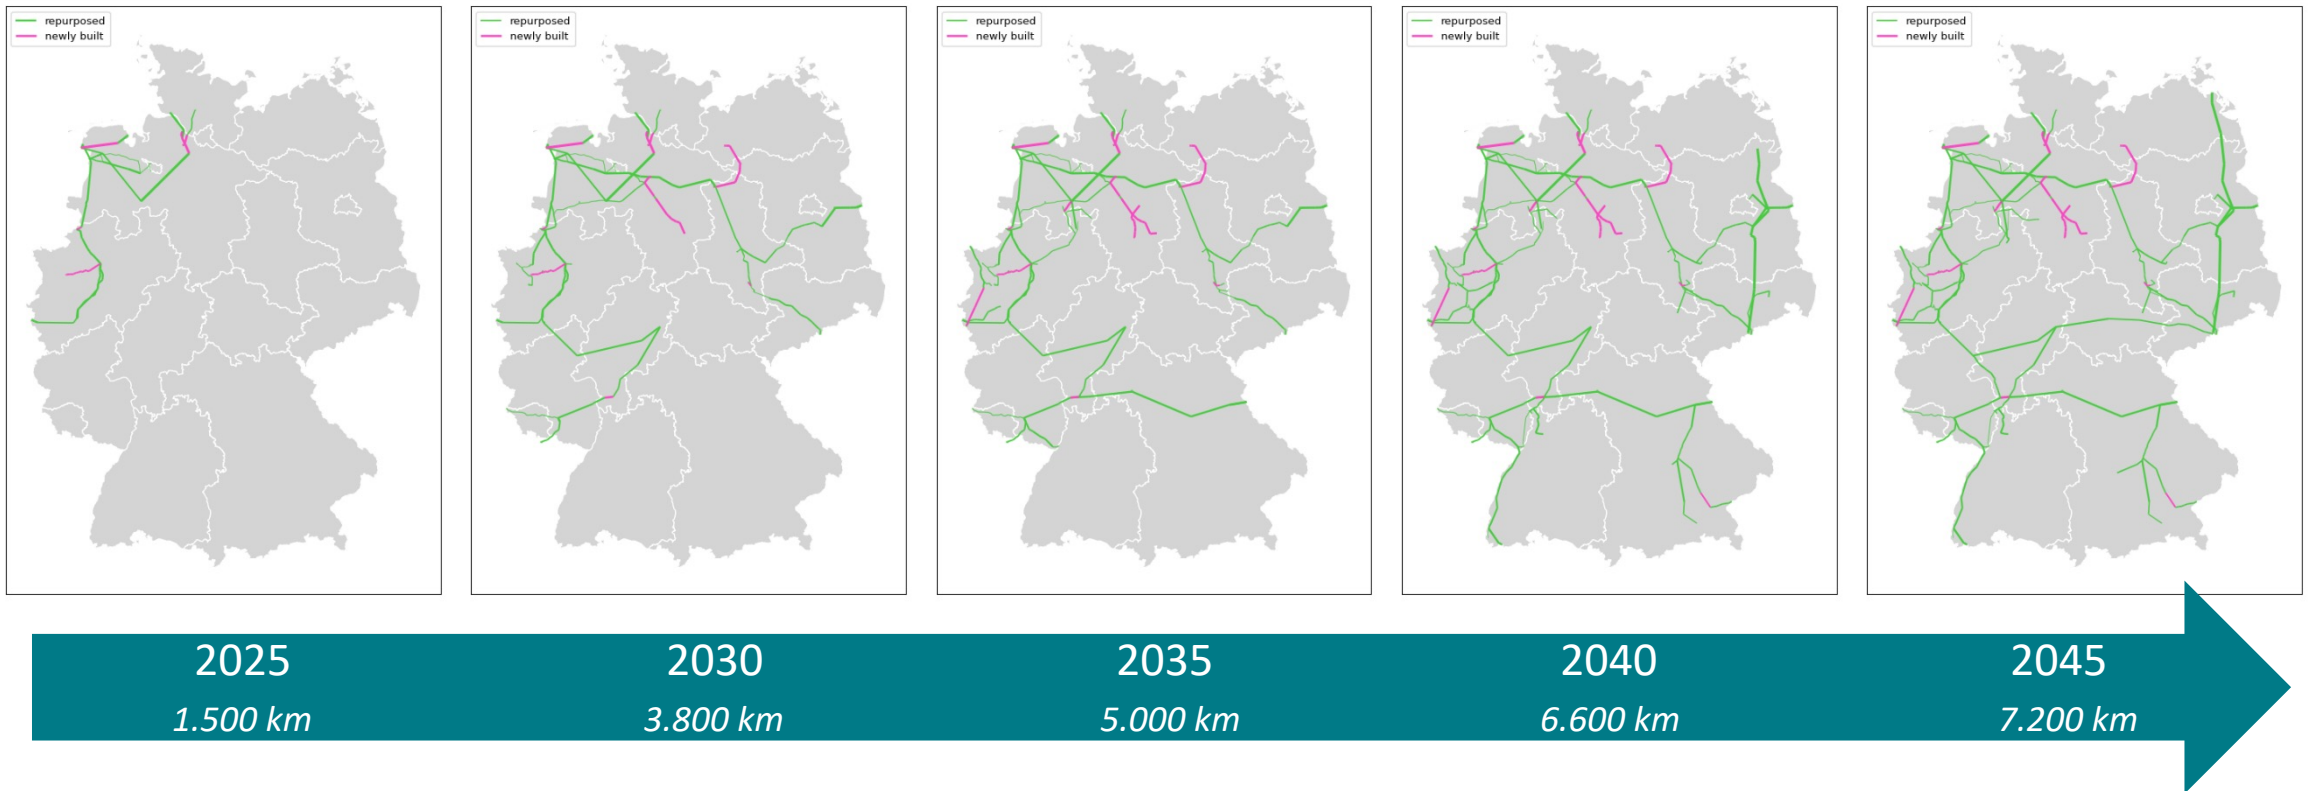 repurposed
newly built
repurposed
newly built
repurposed
newly built
repurposed
newly built
repurposed
newly built
2025
1.500 km
2030
3.800 km
2035
5.000 km
2040
6.600 km
2045
7.200 km